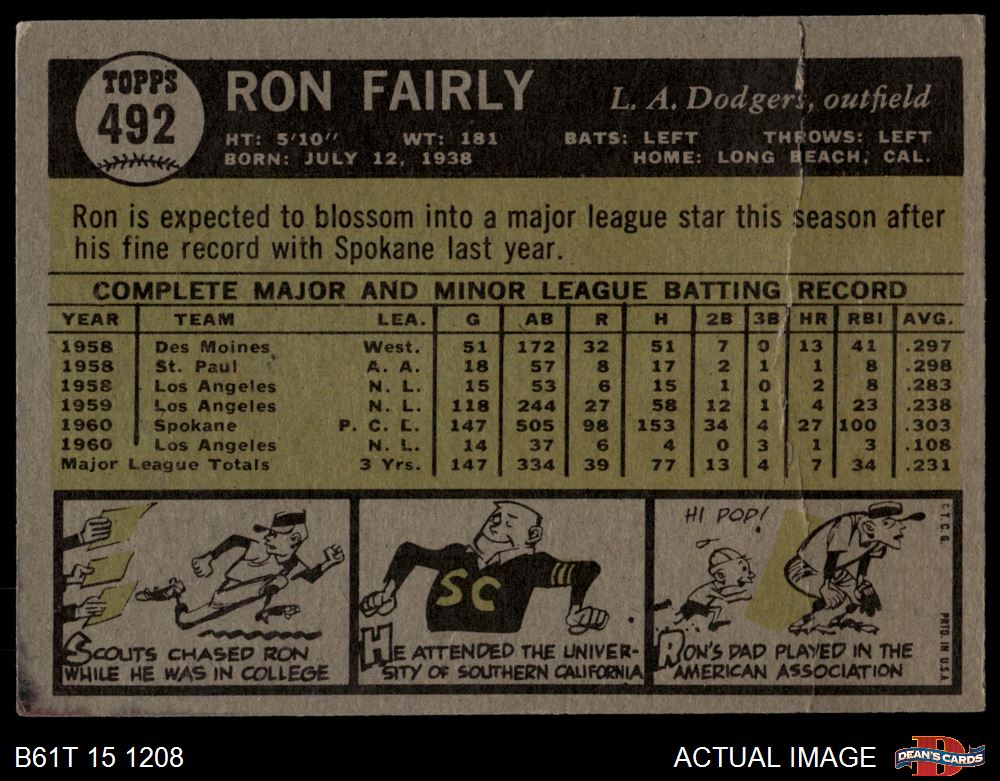 TOPPS
492
RON FAIRLY
L. A. Dodgers, outfield
HT: 5'10" WT: 181 BATS: LEFT THROWS: LEFT
BORN: JULY 12, 1938 HOME: LONG BEACH, CAL.
Ron is expected to blossom into a major league star this season after
his fine record with Spokane last year.
COMPLETE MAJOR AND MINOR LEAGUE BATTING RECORD
YEAR TEAM LEA. G AB R H 2B 3B HR RBI AVG.
1958 Des Moines West. 51 172 32 51 7 0 13 41 .297
1958 St. Paul A. A. 18 57 8 17 2 1 1 8 .298
1958 Los Angeles N. L. 15 53 6 15 1 0 2 8 .283
1959 Los Angeles N. L. 118 244 27 58 12 1 4 23 .238
1960 Spokane P. C. L. 147 505 98 153 34 4 27 100 .303
1960 Los Angeles N. L. 14 37 6 4 0 3 1 3 .108
Major League Totals 3 Yrs. 147 334 39 77 13 4 7 34 .231
SCOUTS CHASED RON
WHILE HE WAS IN COLLEGE
SC
HE ATTENDED THE UNIVER-
SITY OF SOUTHERN CALIFORNIA
HI POP!
RON'S DAD PLAYED IN THE
AMERICAN ASSOCIATION
©T.C.G.
PRTD. IN U.S.A.
B61T 15 1208
ACTUAL IMAGE
D
DEAN'S CARDS